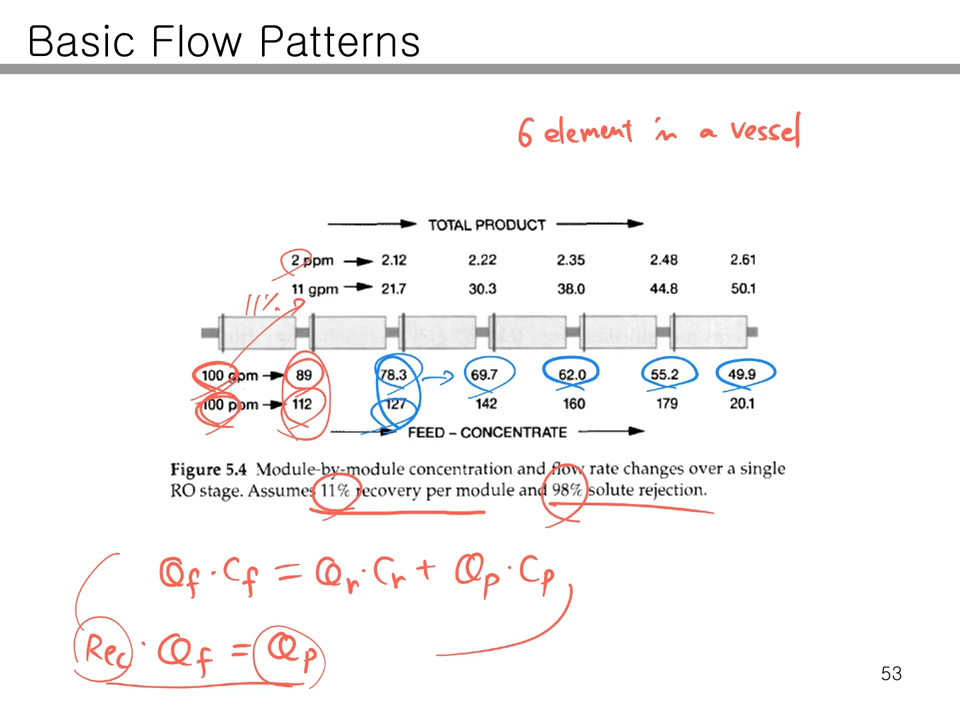 Basic Flow Patterns
6 element in a vessel
TOTAL PRODUCT
2 ppm 2.12 2.22 2.35 2.48 2.61
11 gpm 21.7 30.3 38.0 44.8 50.1
11%
100 gpm 89 78.3 69.7 62.0 55.2 49.9
100 ppm 112 127 142 160 179 20.1
FEED – CONCENTRATE
Figure 5.4 Module-by-module concentration and flow rate changes over a single
RO stage. Assumes 11% recovery per module and 98% solute rejection.
Qf · Cf = Qr · Cr + Qp · Cp
Rec · Qf = Qp
53